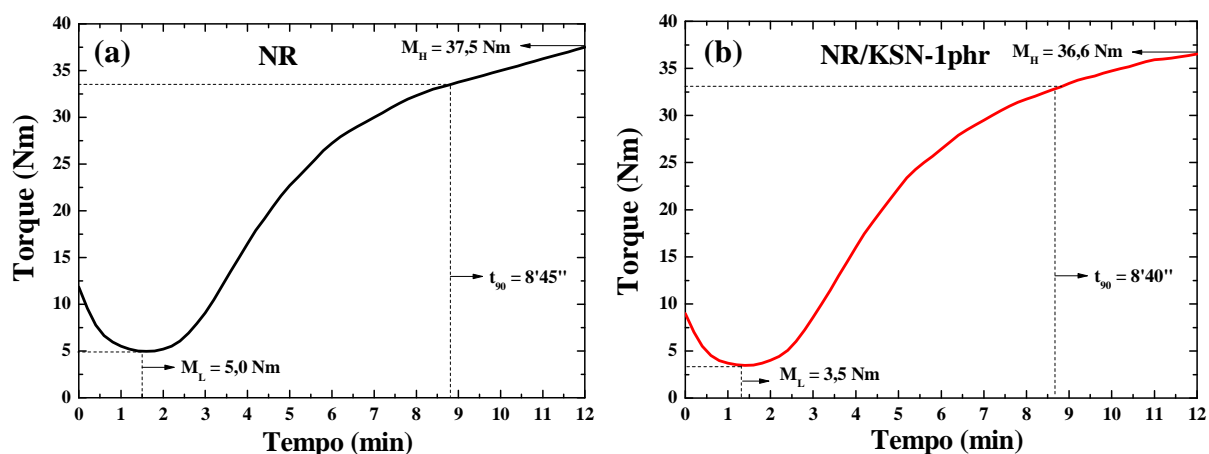 (a)
NR
M_H = 37,5 Nm
40
35
30
25
20
15
10
5
0
Torque (Nm)
t_90 = 8'45"
M_L = 5,0 Nm
0 1 2 3 4 5 6 7 8 9 10 11 12
Tempo (min)
(b)
NR/KSN-1phr
M_H = 36,6 Nm
40
35
30
25
20
15
10
5
0
Torque (Nm)
t_90 = 8'40"
M_L = 3,5 Nm
0 1 2 3 4 5 6 7 8 9 10 11 12
Tempo (min)